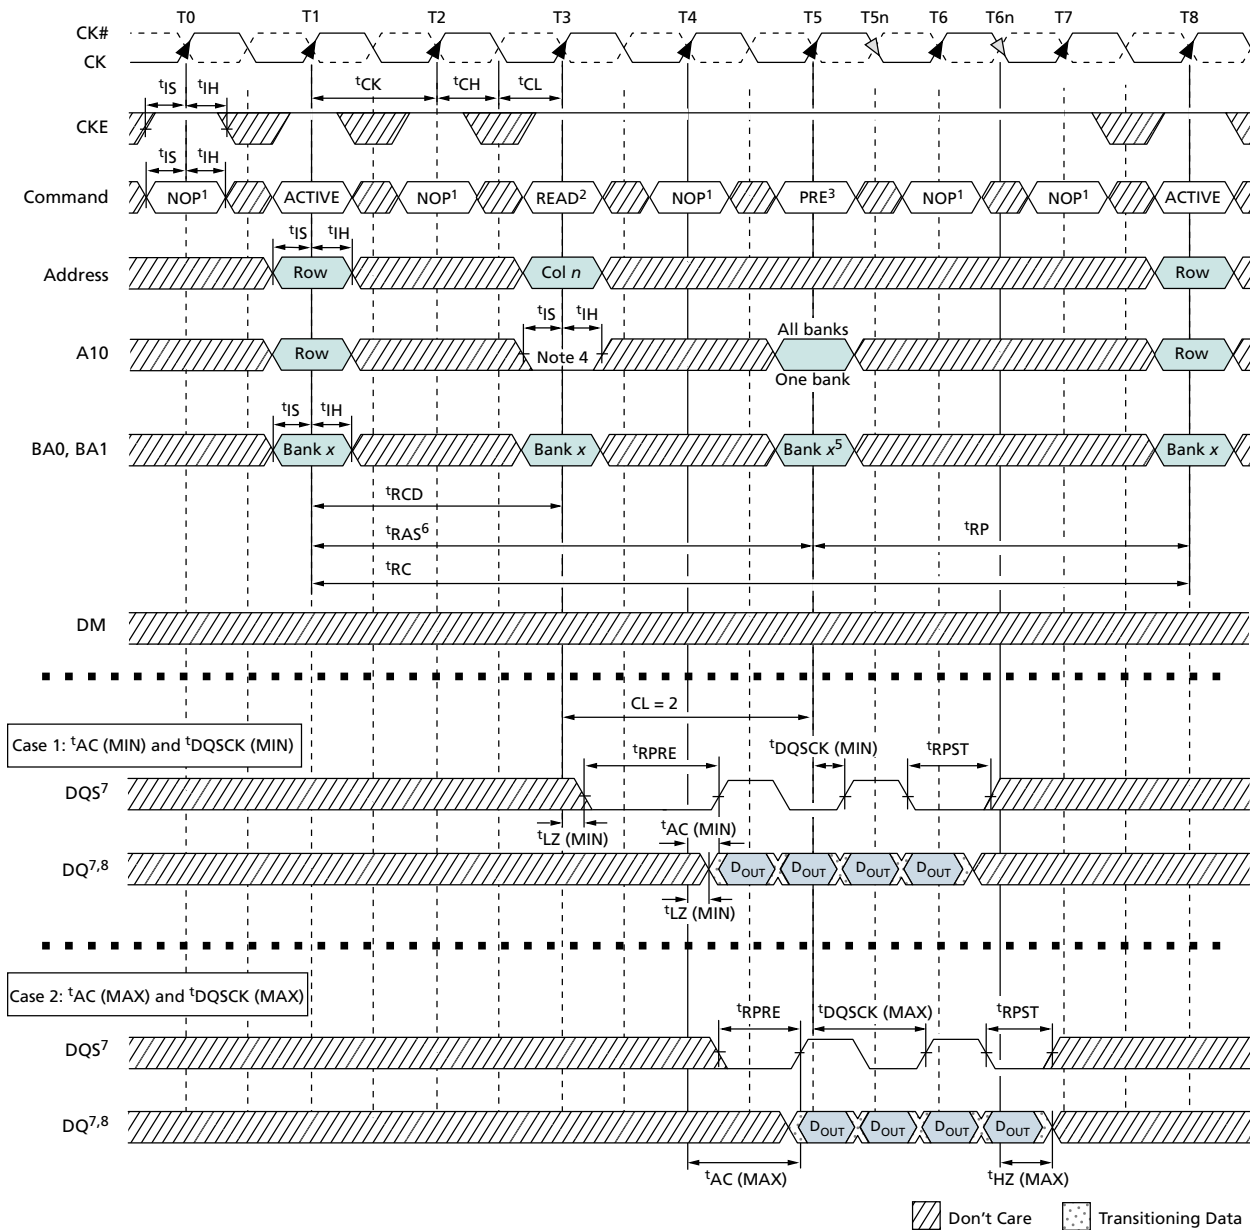 T0 T1 T2 T3 T4 T5 T5n T6 T6n T7 T8
CK#
CK
tCK tCH tCL
tIS tIH
CKE
tIS tIH
Command NOP1 ACTIVE NOP1 READ2 NOP1 PRE3 NOP1 NOP1 ACTIVE
tIS tIH
Address Row Col n Row
tIS tIH
All banks
A10 Row Note 4 Row
One bank
tIS tIH
BA0, BA1 Bank x Bank x Bank x5 Bank x
tRCD
tRAS6 tRP
tRC
DM
CL = 2
Case 1: tAC (MIN) and tDQSCK (MIN)
tRPRE tDQSCK (MIN) tRPST
DQS7
tLZ (MIN) tAC (MIN)
DQ7,8 DOUT DOUT DOUT DOUT
tLZ (MIN)
Case 2: tAC (MAX) and tDQSCK (MAX)
tRPRE tDQSCK (MAX) tRPST
DQS7
DQ7,8 DOUT DOUT DOUT DOUT
tAC (MAX) tHZ (MAX)
Don't Care Transitioning Data